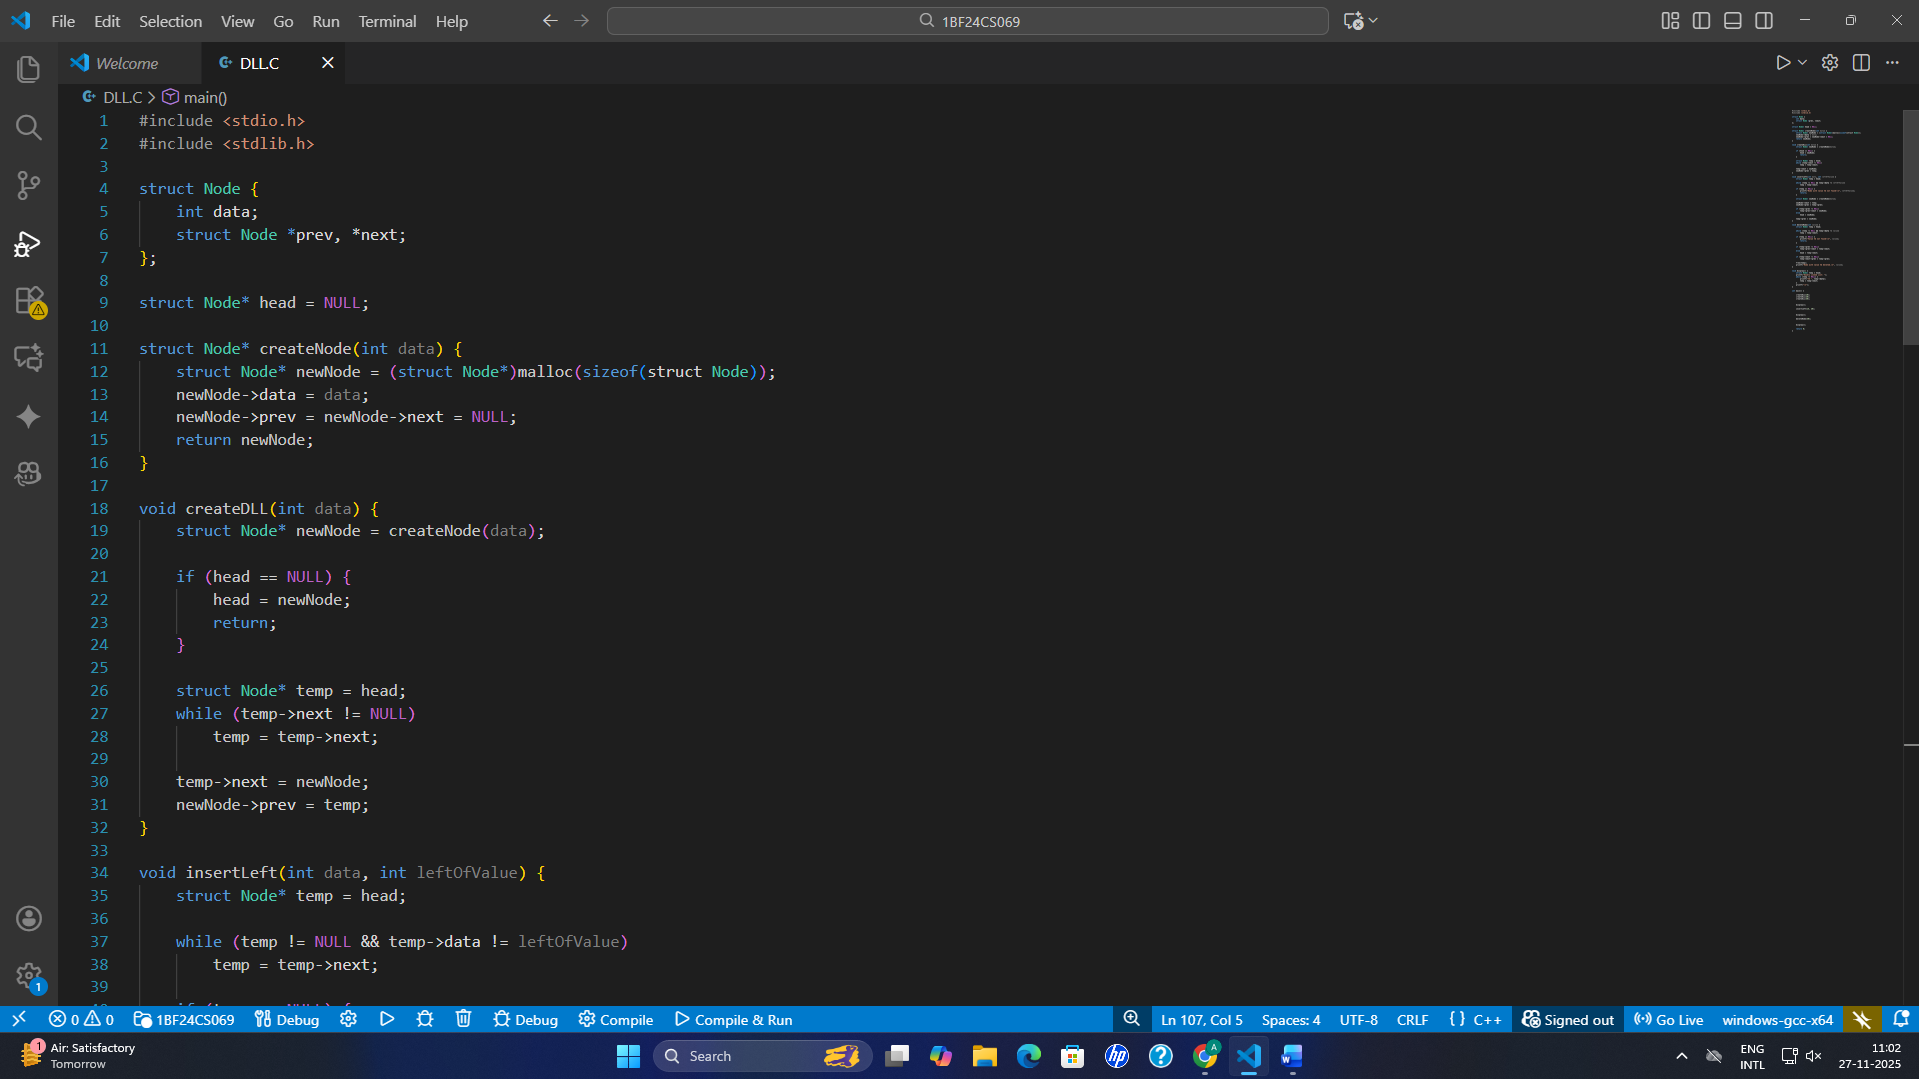 File Edit Selection View Go Run Terminal Help 1BF24CS069
Welcome DLL.C
DLL.C > main()
1 #include <stdio.h>
2 #include <stdlib.h>
3
4 struct Node {
5 int data;
6 struct Node *prev, *next;
7 };
8
9 struct Node* head = NULL;
10
11 struct Node* createNode(int data) {
12 struct Node* newNode = (struct Node*)malloc(sizeof(struct Node));
13 newNode->data = data;
14 newNode->prev = newNode->next = NULL;
15 return newNode;
16 }
17
18 void createDLL(int data) {
19 struct Node* newNode = createNode(data);
20
21 if (head == NULL) {
22 head = newNode;
23 return;
24 }
25
26 struct Node* temp = head;
27 while (temp->next != NULL)
28 temp = temp->next;
29
30 temp->next = newNode;
31 newNode->prev = temp;
32 }
33
34 void insertLeft(int data, int leftOfValue) {
35 struct Node* temp = head;
36
37 while (temp != NULL && temp->data != leftOfValue)
38 temp = temp->next;
39
1
0 0 1BF24CS069 Debug Debug Compile Compile & Run Ln 107, Col 5 Spaces: 4 UTF-8 CRLF {} C++ Signed out Go Live windows-gcc-x64
1 Air: Satisfactory
Tomorrow
Search
ENG
INTL
11:02
27-11-2025